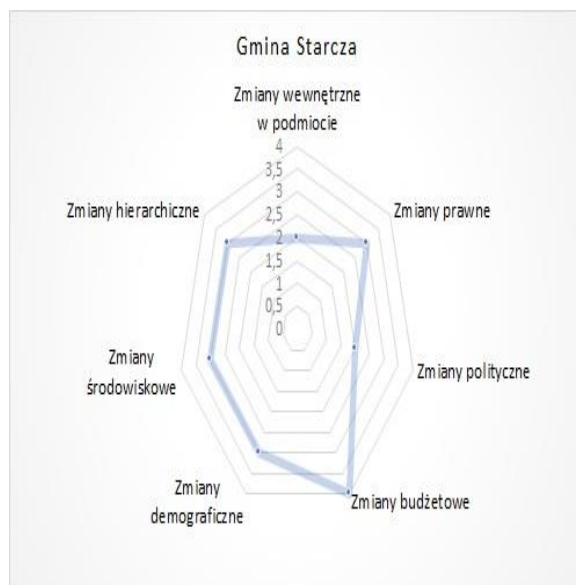 Gmina Starcza
Zmiany wewnętrzne
w podmiocie
4
3,5
3
2,5
2
1,5
1
0,5
0
Zmiany prawne
Zmiany polityczne
Zmiany budżetowe
Zmiany
demograficzne
Zmiany
środowiskowe
Zmiany hierarchiczne